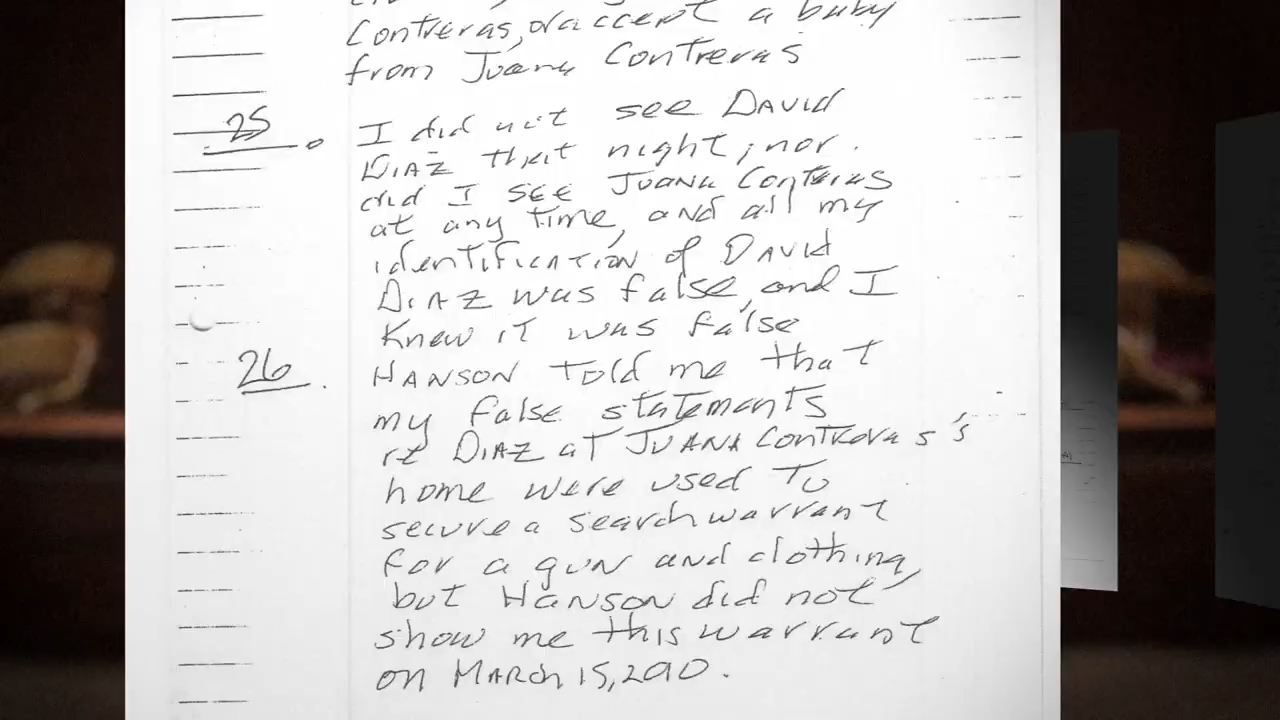 Contreras, or accept a baby
from Juana Contreras
25. I did not see DAVID
DIAZ that night; nor
did I SEE JUANA Contreras
at any time, and all my
identification of DAVID
DIAZ was false, and I
Knew it was false
26. HANSON told me that
my false statements
re DIAZ at JUANA Contreras's
home were used to
secure a search warrant
for a gun and clothing,
but HANSON did not
show me this warrant
on MARCH 15, 2010.